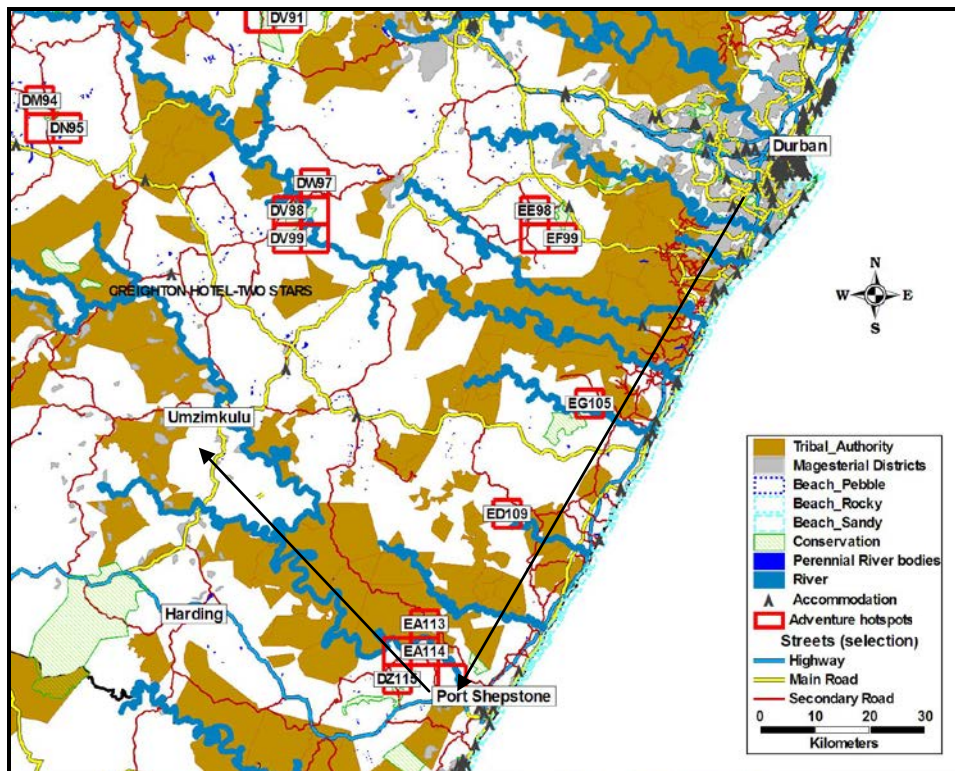 DV91
DM94
DN95
Durban
DW97
DV98
EE98
DV99
EF99
N
W E
S
CREIGHTON HOTEL-TWO STARS
EG105
Umzimkulu
ED109
Harding
EA113
EA114
DZ115
Port Shepstone
Tribal_Authority
Magesterial Districts
Beach_Pebble
Beach_Rocky
Beach_Sandy
Conservation
Perennial River bodies
River
Accommodation
Adventure hotspots
Streets (selection)
Highway
Main Road
Secondary Road
0 10 20 30
Kilometers